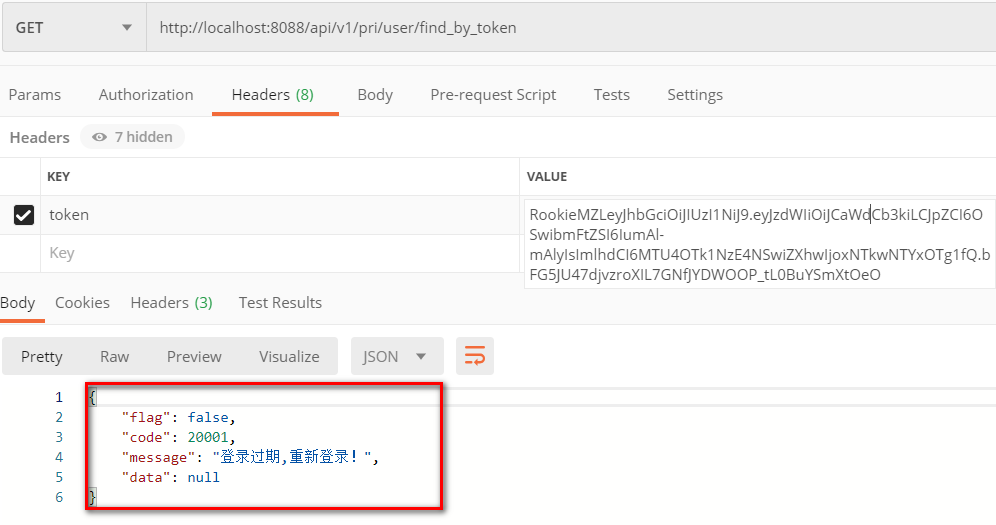 GET http://localhost:8088/api/v1/pri/user/find_by_token
Params Authorization Headers (8) Body Pre-request Script Tests Settings
Headers 7 hidden
KEY VALUE
token
RookieMZLeyJhbGciOiJIUzI1NiJ9.eyJzdWIiOiJCaWdCb3kiLCJpZCI6O
SwibmFtZSI6IumAl-
mAlyIsImlhdCI6MTU4OTk1NzE4NSwiZXhwIjoxNTkwNTYxOTg1fQ.b
FG5JU47djvzroXIL7GNfJYDWOOP_tL0BuYSmXtOeO
Key
Body Cookies Headers (3) Test Results
Pretty Raw Preview Visualize JSON
1 {
2 "flag": false,
3 "code": 20001,
4 "message": "登录过期,重新登录！",
5 "data": null
6 }